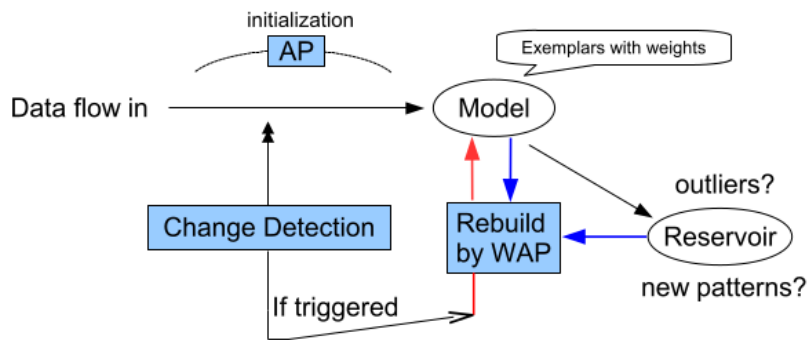 initialization
AP
Exemplars with weights
Data flow in
Model
outliers?
Change Detection
Rebuild
by WAP
Reservoir
new patterns?
If triggered